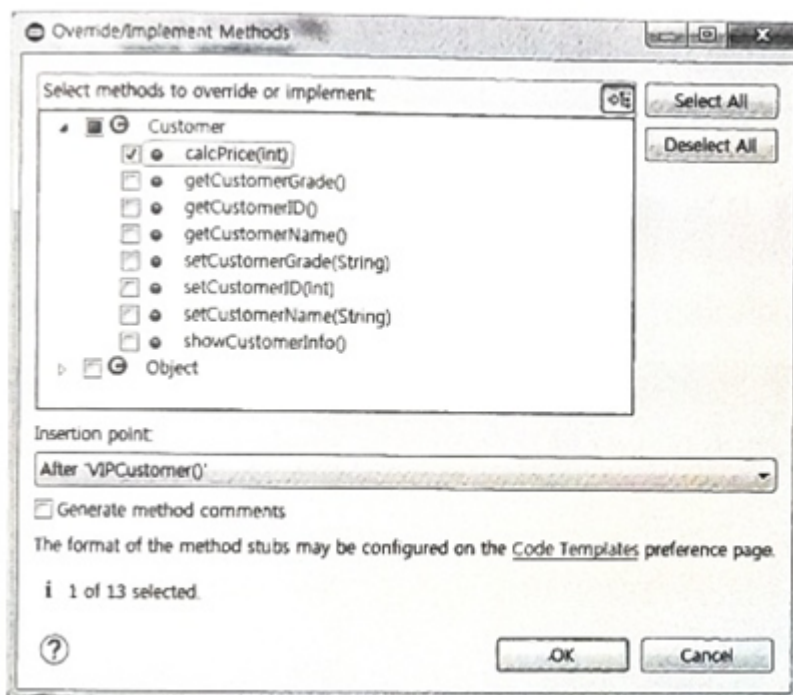 Override/Implement Methods
Select methods to override or implement:
Select All
Customer
Deselect All
calcPrice(int)
getCustomerGrade()
getCustomerID()
getCustomerName()
setCustomerGrade(String)
setCustomerID(int)
setCustomerName(String)
showCustomerInfo()
Object
Insertion point:
After 'VIPCustomer()'
Generate method comments
The format of the method stubs may be configured on the Code Templates preference page.
i 1 of 13 selected.
?
OK
Cancel